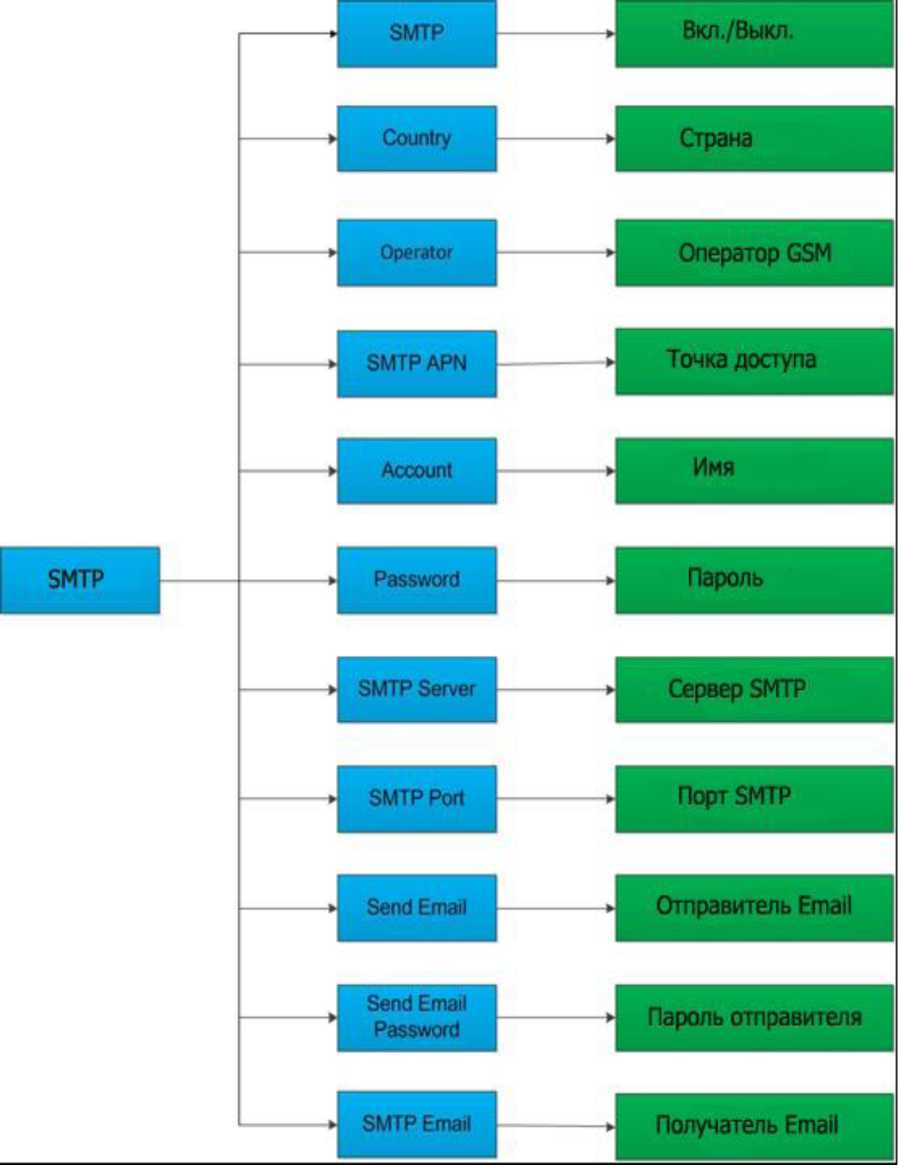 SMTP
SMTP
Вкл./Выкл.
Country
Страна
Operator
Оператор GSM
SMTP APN
Точка доступа
Account
Имя
Password
Пароль
SMTP Server
Сервер SMTP
SMTP Port
Порт SMTP
Send Email
Отправитель Email
Send Email
Password
Пароль отправителя
SMTP Email
Получатель Email